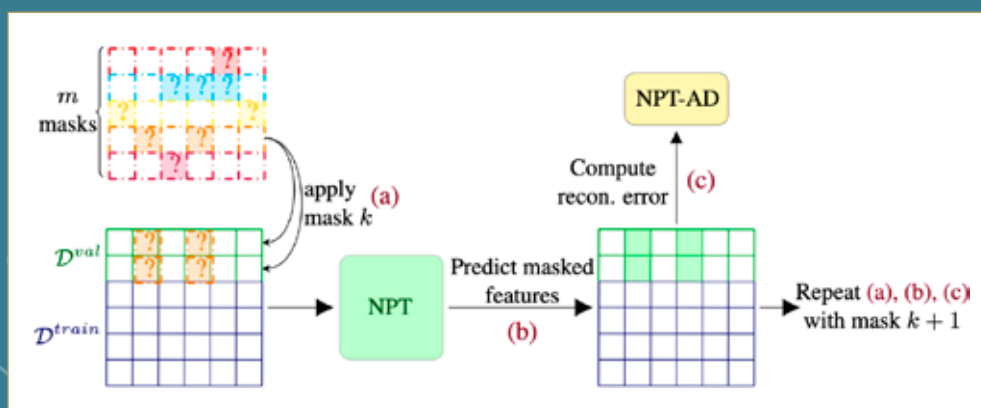 ?
? ? ?
m
masks
? ?
? ?
?
NPT-AD
apply
mask k
(a)
Compute
recon. error
(c)
D^val
? ?
? ?
D^train
NPT
Predict masked
features
(b)
Repeat (a), (b), (c)
with mask k + 1